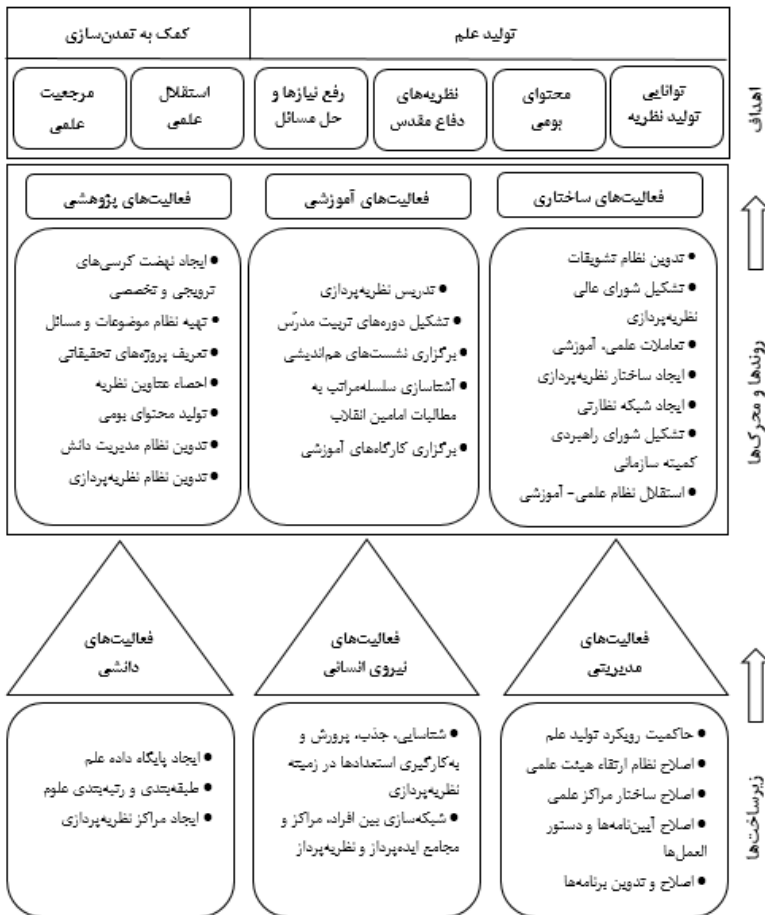 تولید علم
کمک به تمدن‌سازی
توانایی
تولید نظریه
محتوای
بومی
نظریه‌های
دفاع مقدس
رفع نیازها و
حل مسائل
استقلال
علمی
مرجعیت
علمی
اهداف
فعالیت‌های ساختاری
● تدوین نظام تشویقات
● تشکیل شورای عالی
نظریه‌پردازی
● تعاملات علمی، آموزشی
● ایجاد ساختار نظریه‌پردازی
● ایجاد شبکه نظارتی
● تشکیل شورای راهبردی
کمیته سازمانی
● استقلال نظام علمی- آموزشی
فعالیت‌های آموزشی
● تدریس نظریه‌پردازی
● تشکیل دوره‌های تربیت مدرّس
● برگزاری نشست‌های هم‌اندیشی
● آشناسازی سلسله‌مراتب به
مطالبات امامین انقلاب
● برگزاری کارگاه‌های آموزشی
فعالیت‌های پژوهشی
● ایجاد نهضت کرسی‌های
ترویجی و تخصصی
● تهیه نظام موضوعات و مسائل
● تعریف پروژه‌های تحقیقاتی
● احصاء عناوین نظریه
● تولید محتوای بومی
● تدوین نظام مدیریت دانش
● تدوین نظام نظریه‌پردازی
روندها و محرک‌ها
فعالیت‌های
مدیریتی
فعالیت‌های
نیروی انسانی
فعالیت‌های
دانشی
● حاکمیت رویکرد تولید علم
● اصلاح نظام ارتقاء هیئت علمی
● اصلاح ساختار مراکز علمی
● اصلاح آیین‌نامه‌ها و دستور
العمل‌ها
● اصلاح و تدوین برنامه‌ها
● شناسایی، جذب، پرورش و
به‌کارگیری استعدادها در زمینه
نظریه‌پردازی
● شبکه‌سازی بین افراد، مراکز و
مجامع ایده‌پرداز و نظریه‌پرداز
● ایجاد پایگاه داده علم
● طبقه‌بندی و رتبه‌بندی علوم
● ایجاد مراکز نظریه‌پردازی
زیرساخت‌ها